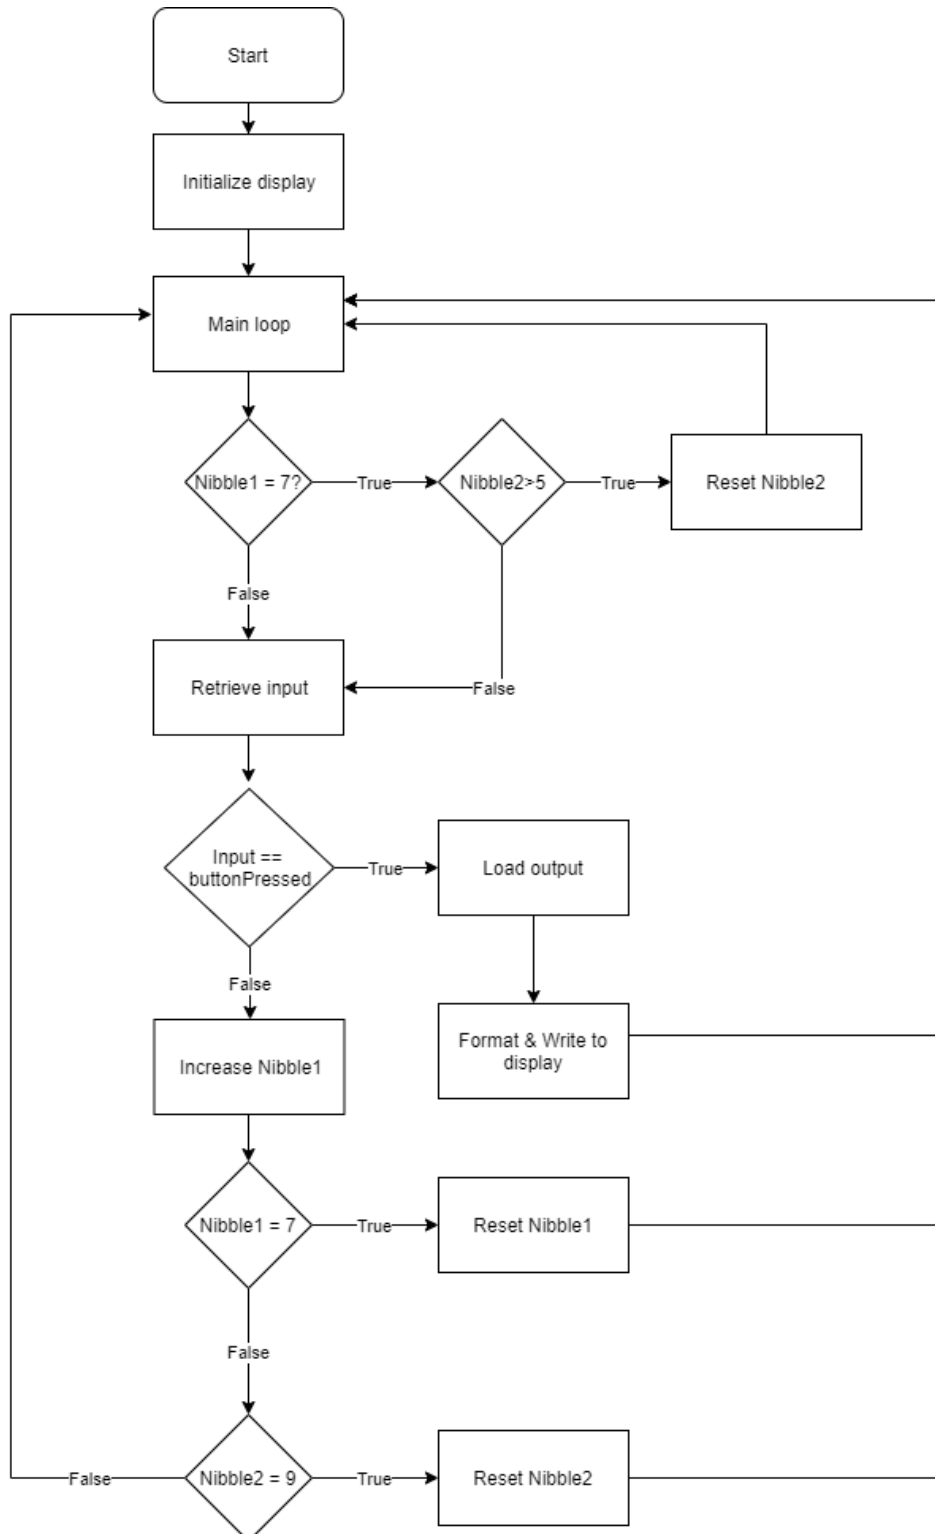 Start
Initialize display
Main loop
Nibble1 = 7?
True
Nibble2>5
True
Reset Nibble2
False
Retrieve input
False
Input ==
buttonPressed
True
Load output
False
Format & Write to
display
Increase Nibble1
Nibble1 = 7
True
Reset Nibble1
False
False
Nibble2 = 9
True
Reset Nibble2